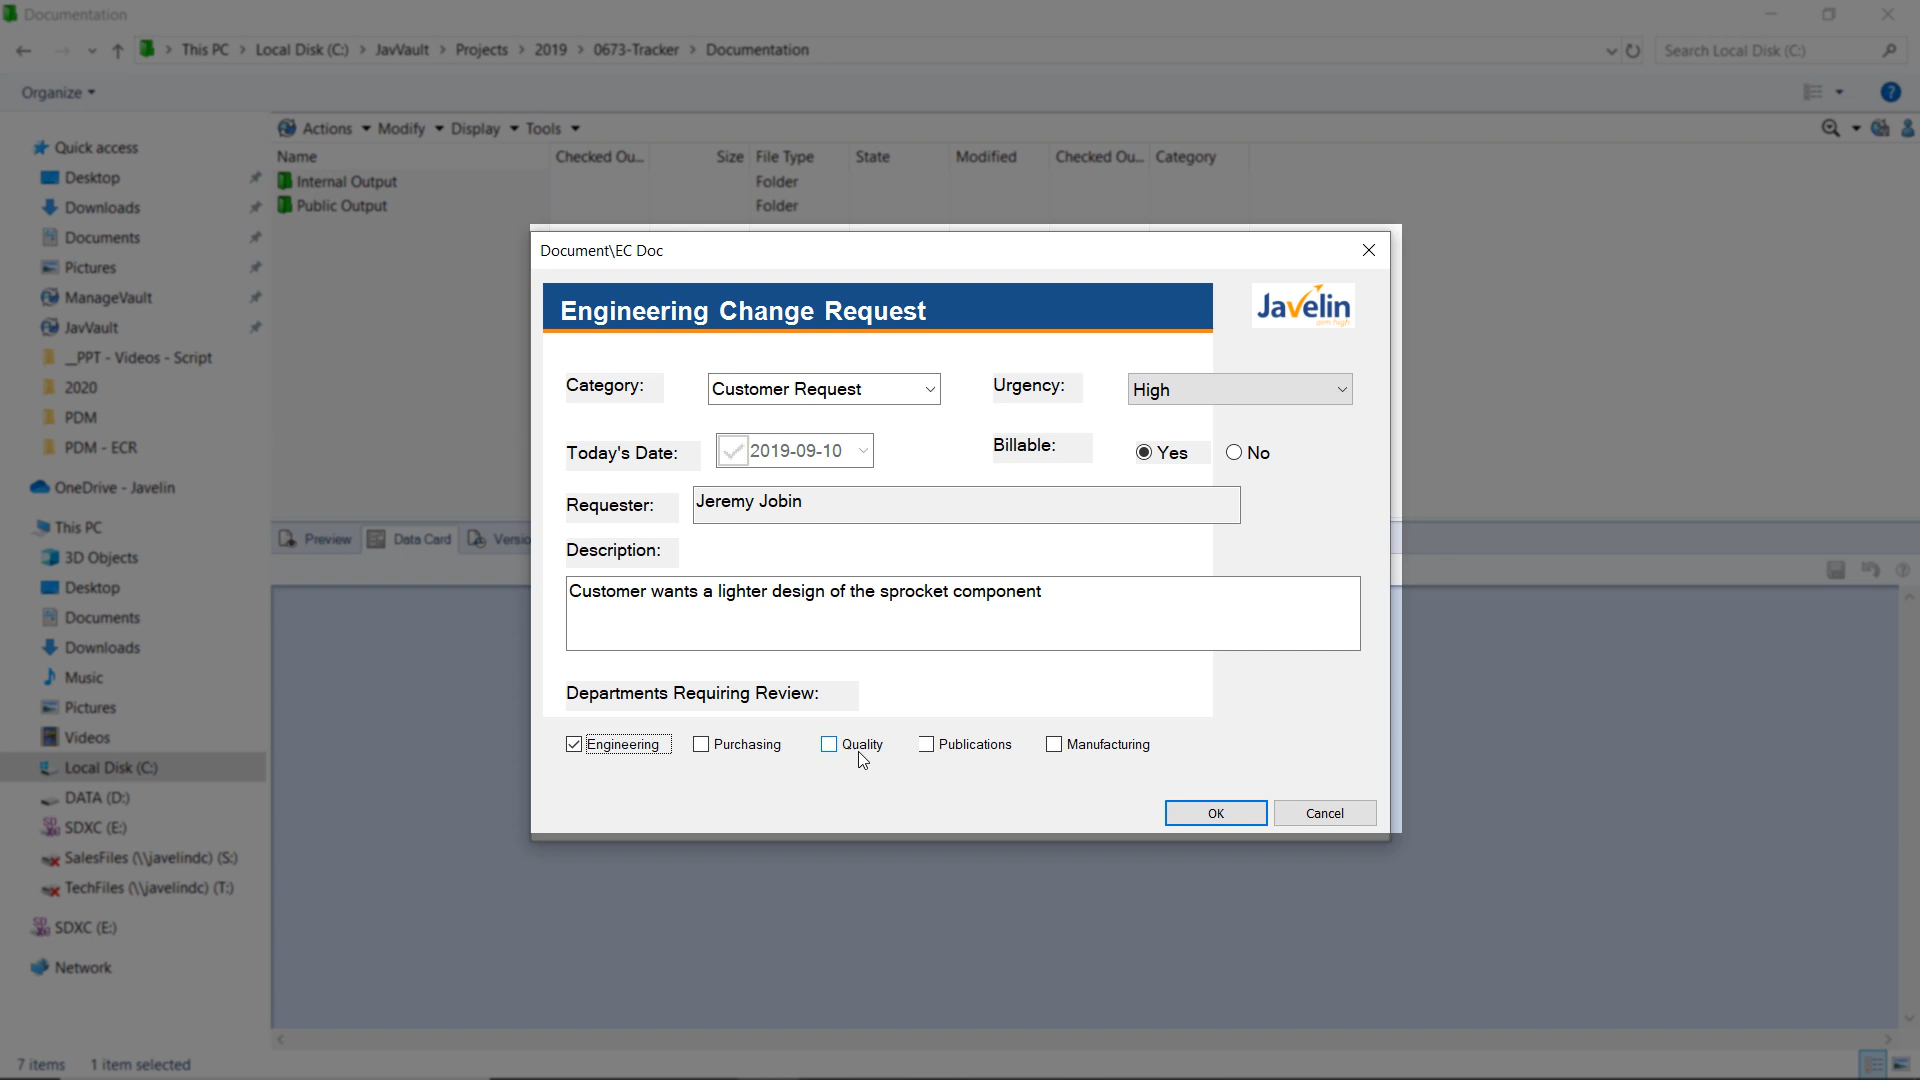 Documentation
This PC > Local Disk (C:) > JavVault > Projects > 2019 > 0673-Tracker > Documentation
Search Local Disk (C:)
Organize
Actions Modify Display Tools
Name Checked Ou... Size File Type State Modified Checked Ou... Category
Internal Output Folder
Public Output Folder
Quick access
Desktop
Downloads
Documents
Pictures
ManageVault
JavVault
__PPT - Videos - Script
2020
PDM
PDM - ECR
OneDrive - Javelin
This PC
3D Objects
Desktop
Documents
Downloads
Music
Pictures
Videos
Local Disk (C:)
DATA (D:)
SDXC (E:)
SalesFiles (\\javelindc) (S:)
TechFiles (\\javelindc) (T:)
SDXC (E:)
Network
Preview Data Card Versio
Document\EC Doc
Engineering Change Request
Javelin
aim high
Category: Customer Request Urgency: High
Today's Date: 2019-09-10 Billable: Yes No
Requester: Jeremy Jobin
Description:
Customer wants a lighter design of the sprocket component
Departments Requiring Review:
Engineering Purchasing Quality Publications Manufacturing
OK Cancel
7 items 1 item selected